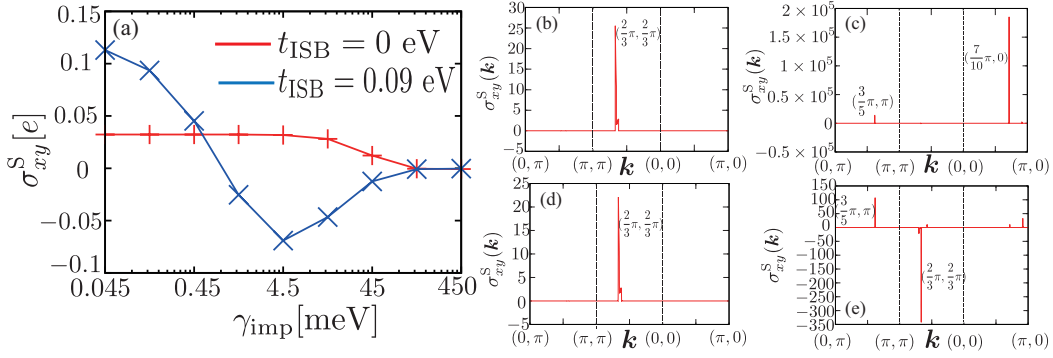 (a)
t_ISB = 0 eV
t_ISB = 0.09 eV
σ^S_xy[e]
0.15
0.1
0.05
0
−0.05
−0.1
0.045 0.45 4.5 45 450
γ_imp[meV]
(b)
σ^S_xy(k)
30
25
20
15
10
5
0
−5
(2/3π, 2/3π)
(0, π) (π, π) k (0, 0) (π, 0)
(c)
σ^S_xy(k)
2 × 10^5
1.5 × 10^5
1 × 10^5
0.5 × 10^5
0
−0.5 × 10^5
(3/5π, π)
(7/10π, 0)
(0, π) (π, π) k (0, 0) (π, 0)
(d)
σ^S_xy(k)
25
20
15
10
5
0
−5
(2/3π, 2/3π)
(0, π) (π, π) k (0, 0) (π, 0)
(e)
σ^S_xy(k)
150
100
50
0
−50
−100
−150
−200
−250
−300
−350
(3/5π, π)
(2/3π, 2/3π)
(0, π) (π, π) k (0, 0) (π, 0)